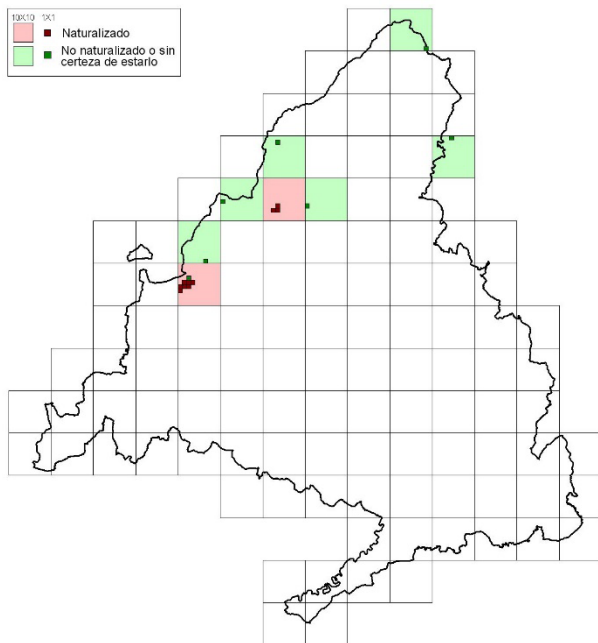 10X10 1X1
Naturalizado
No naturalizado o sin
certeza de estarlo